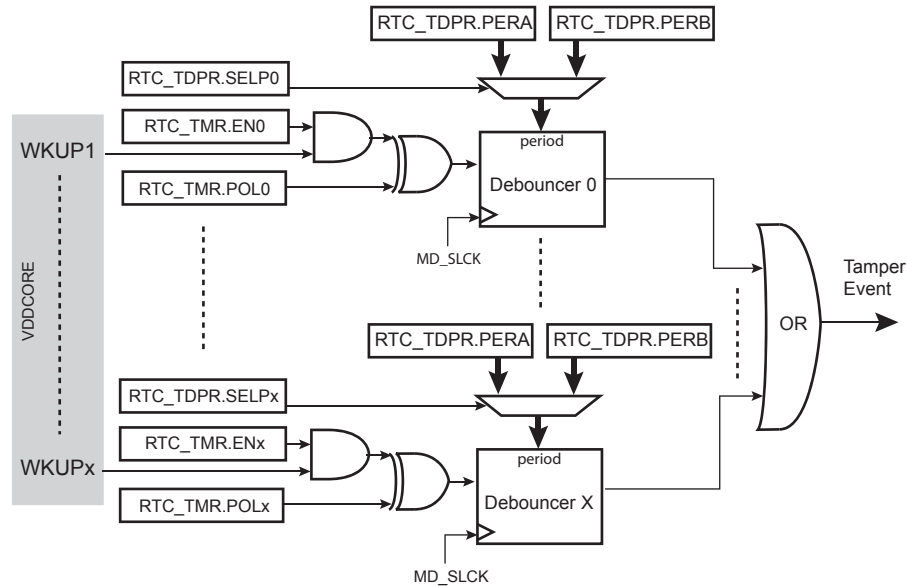 RTC_TDPR.PERA
RTC_TDPR.PERB
RTC_TDPR.SELP0
RTC_TMR.EN0
WKUP1
RTC_TMR.POL0
period
Debouncer 0
MD_SLCK
VDDCORE
Tamper
Event
OR
RTC_TDPR.PERA
RTC_TDPR.PERB
RTC_TDPR.SELPx
RTC_TMR.ENx
WKUPx
RTC_TMR.POLx
period
Debouncer X
MD_SLCK